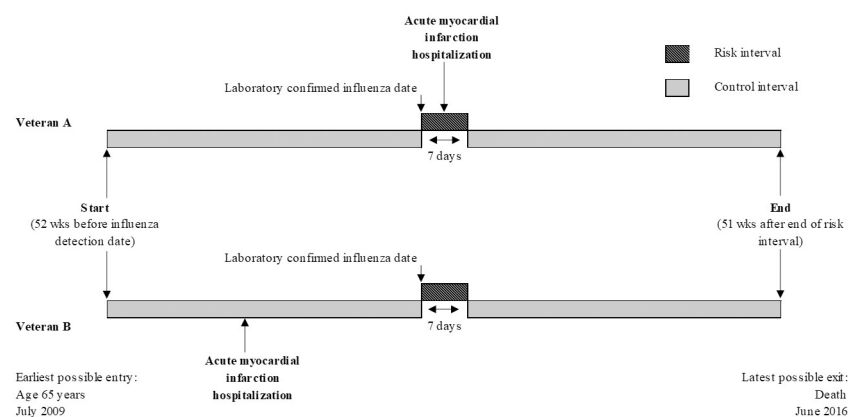 Acute myocardial
infarction
hospitalization
Risk interval
Laboratory confirmed influenza date
Control interval
Veteran A
7 days
Start
(52 wks before influenza
detection date)
End
(51 wks after end of risk
interval)
Laboratory confirmed influenza date
7 days
Veteran B
Acute myocardial
infarction
hospitalization
Earliest possible entry:
Age 65 years
July 2009
Latest possible exit:
Death
June 2016